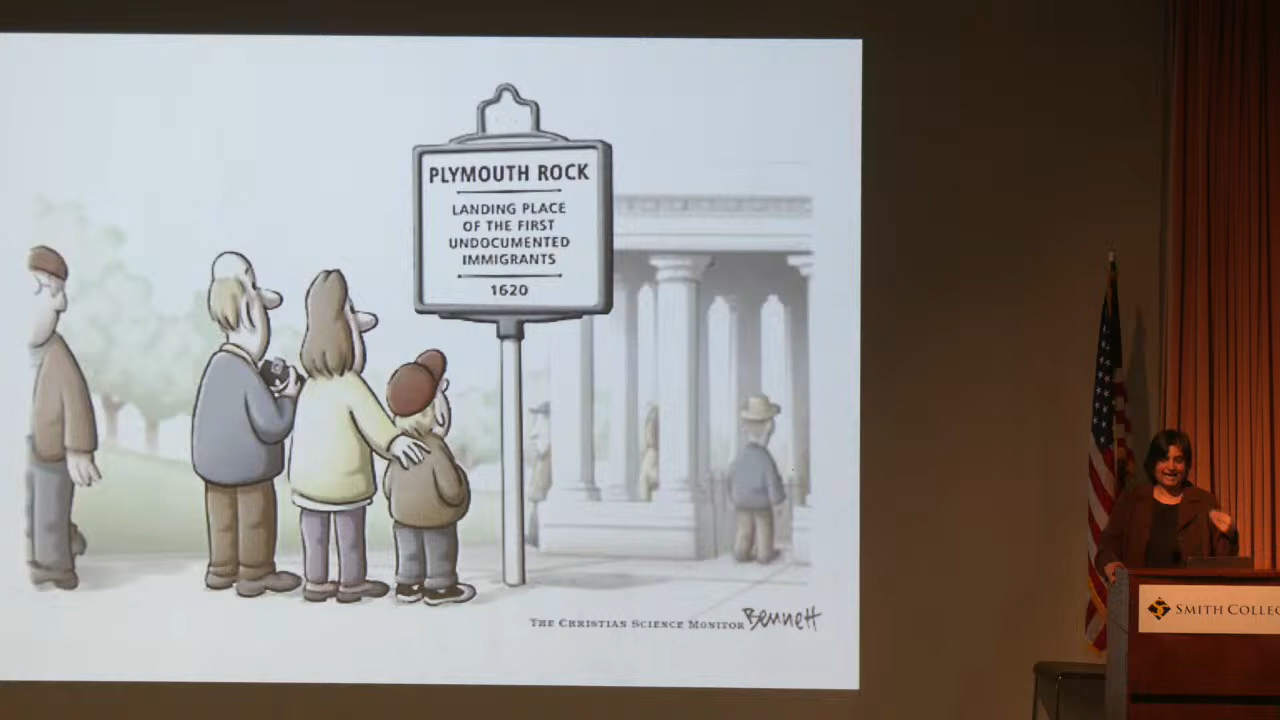 PLYMOUTH ROCK
LANDING PLACE
OF THE FIRST
UNDOCUMENTED
IMMIGRANTS
1620
THE CHRISTIAN SCIENCE MONITOR Bennett
SMITH COLLEG